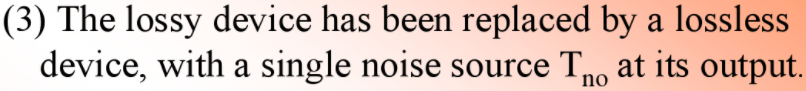 (3) The lossy device has been replaced by a lossless
device, with a single noise source Tno at its output.